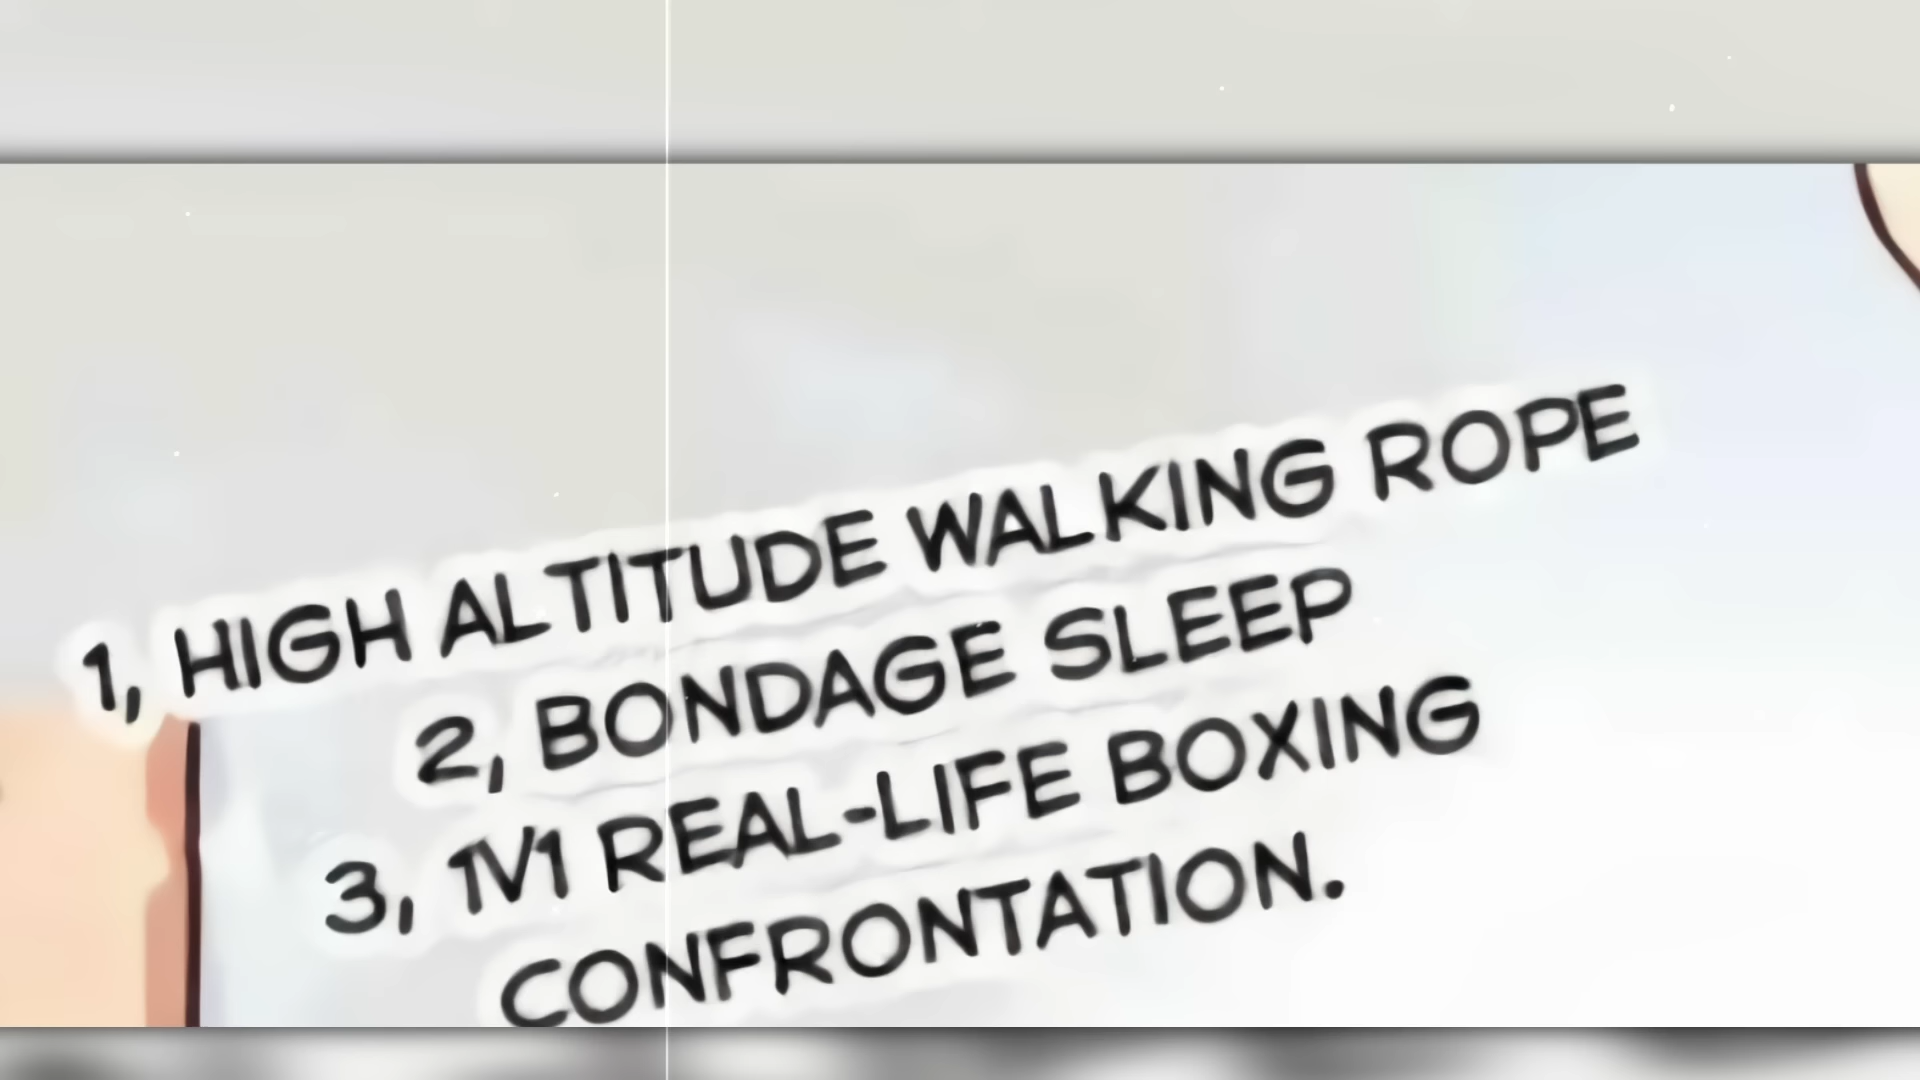 1, HIGH ALTITUDE WALKING ROPE
2, BONDAGE SLEEP
3, 1V1 REAL-LIFE BOXING
CONFRONTATION.